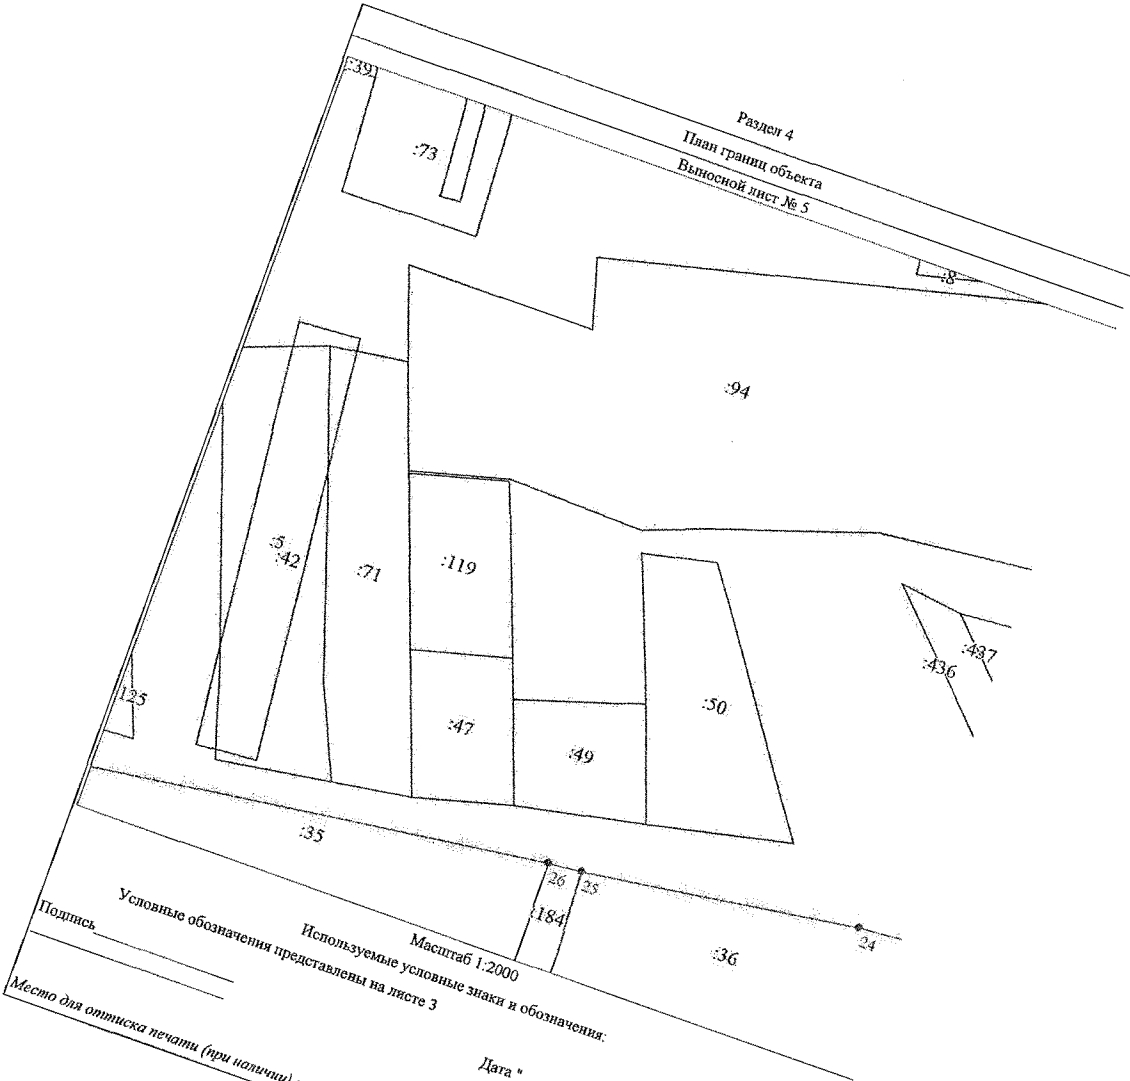 Раздел 4
План границ объекта
Выносной лист № 5
:39
:73
:8
:94
:5
:42
:71
:119
:436
:437
125
:47
:50
:49
:35
26
25
:184
24
:36
Масштаб 1:2000
Используемые условные знаки и обозначения:
Условные обозначения представлены на листе 3
Подпись
Дата "
Место для оттиска печати (при наличии)